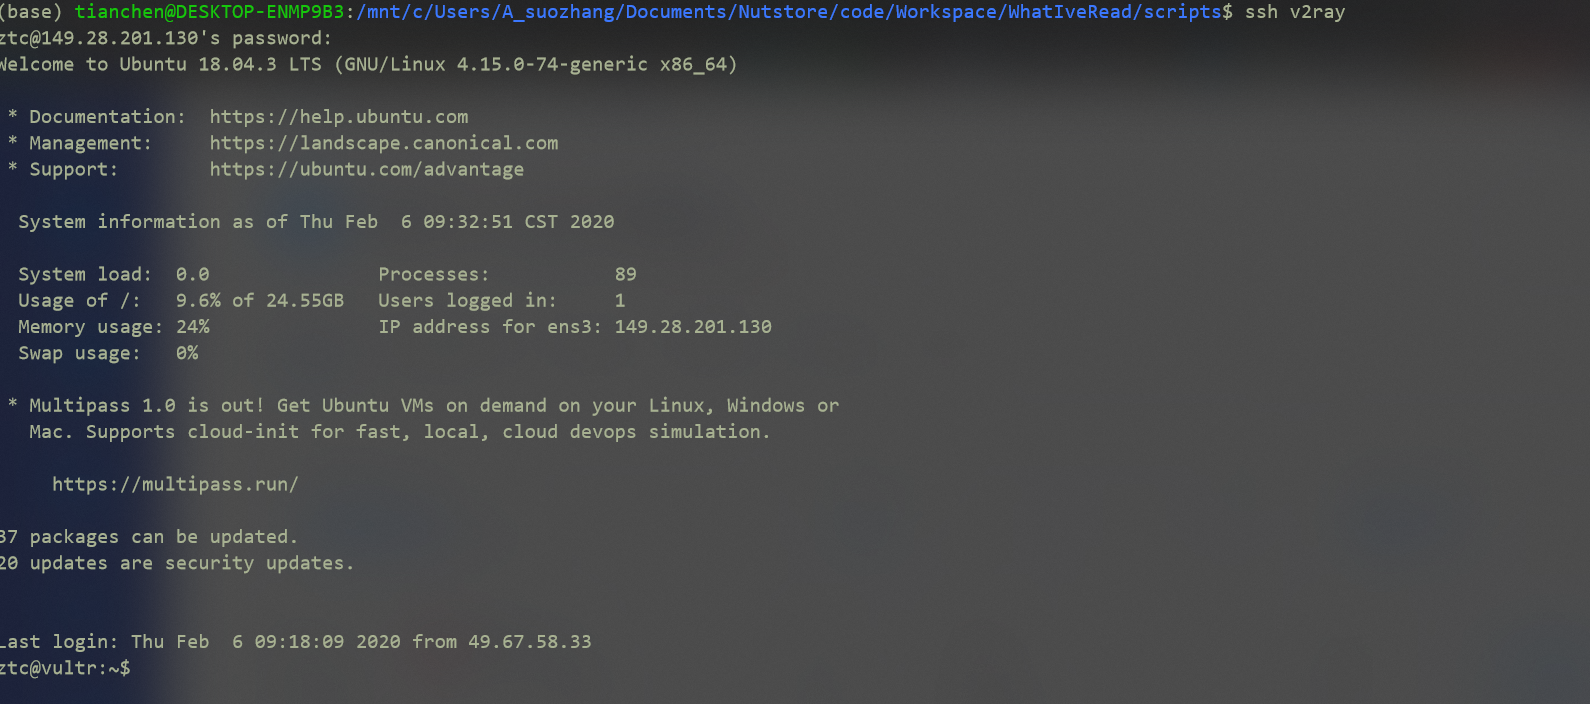 (base) tianchen@DESKTOP-ENMP9B3:/mnt/c/Users/A_suozhang/Documents/Nutstore/code/Workspace/WhatIveRead/scripts$ ssh v2ray
ztc@149.28.201.130's password:
Welcome to Ubuntu 18.04.3 LTS (GNU/Linux 4.15.0-74-generic x86_64)
* Documentation:  https://help.ubuntu.com
* Management:     https://landscape.canonical.com
* Support:        https://ubuntu.com/advantage
System information as of Thu Feb  6 09:32:51 CST 2020
System load:  0.0               Processes:           89
Usage of /:   9.6% of 24.55GB   Users logged in:     1
Memory usage: 24%               IP address for ens3: 149.28.201.130
Swap usage:   0%
* Multipass 1.0 is out! Get Ubuntu VMs on demand on your Linux, Windows or
Mac. Supports cloud-init for fast, local, cloud devops simulation.
https://multipass.run/
37 packages can be updated.
20 updates are security updates.
Last login: Thu Feb  6 09:18:09 2020 from 49.67.58.33
ztc@vultr:~$